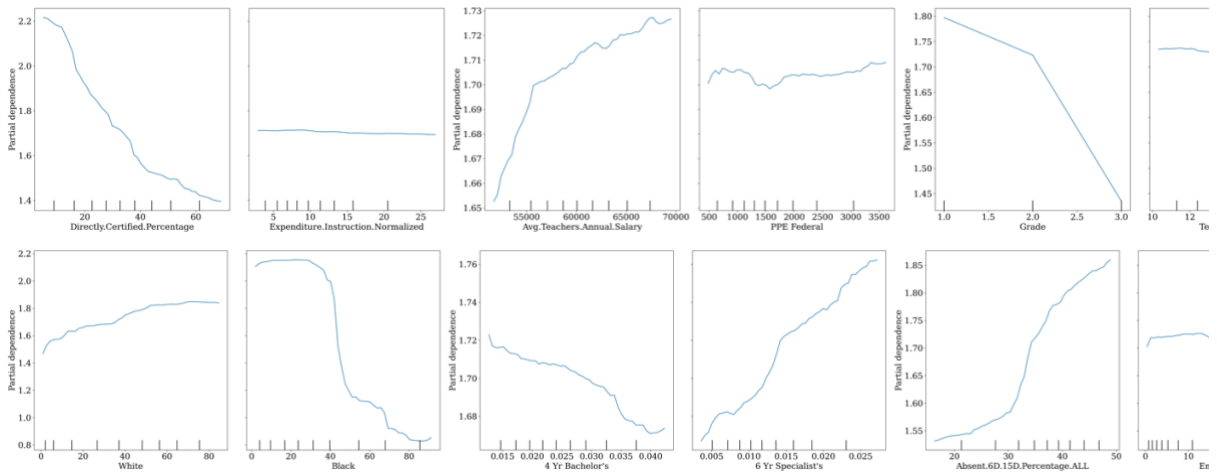 2.2
2.0
1.8
1.6
1.4
Partial dependence
20 40 60
Directly.Certified.Percentage
5 10 15 20 25
Expenditure.Instruction.Normalized
1.73
1.72
1.71
1.70
1.69
1.68
1.67
1.66
1.65
Partial dependence
55000 60000 65000 70000
Avg.Teachers.Annual.Salary
500 1000 1500 2000 2500 3000 3500
PPE Federal
1.80
1.75
1.70
1.65
1.60
1.55
1.50
1.45
Partial dependence
1.0 1.5 2.0 2.5 3.0
Grade
10 12
Te
2.2
2.0
1.8
1.6
1.4
1.2
1.0
0.8
Partial dependence
0 20 40 60 80
White
20 40 60 80
Black
1.76
1.74
1.72
1.70
1.68
Partial dependence
0.015 0.020 0.025 0.030 0.035 0.040
4 Yr Bachelor's
0.005 0.010 0.015 0.020 0.025
6 Yr Specialist's
1.85
1.80
1.75
1.70
1.65
1.60
1.55
Partial dependence
20 30 40 50
Absent.6D.15D.Percentage.ALL
0 10
En